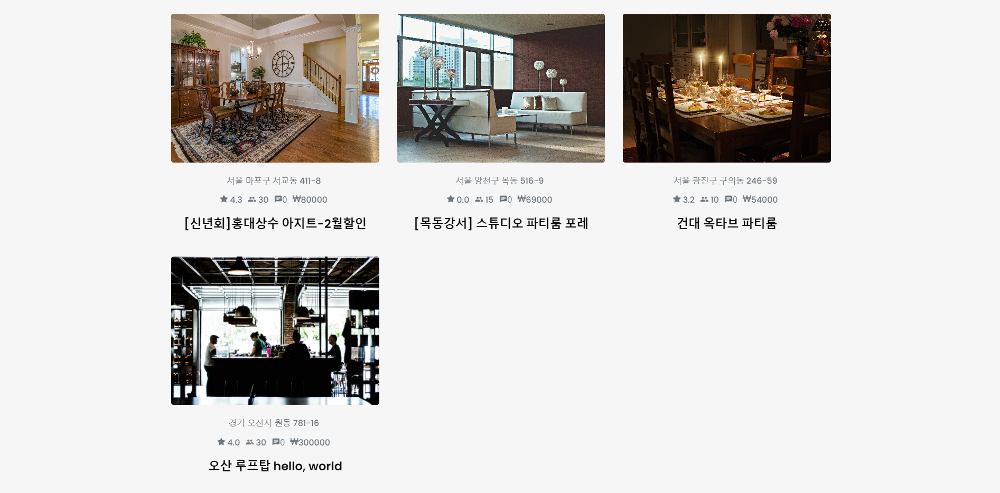 서울 마포구 서교동 411-8
4.3 30 0 ₩80000
[신년회]홍대상수 아지트-2월할인
서울 양천구 목동 516-9
0.0 15 0 ₩69000
[목동강서] 스튜디오 파티룸 포레
서울 광진구 구의동 246-59
3.2 10 0 ₩54000
건대 옥타브 파티룸
경기 오산시 원동 781-16
4.0 30 0 ₩300000
오산 루프탑 hello, world